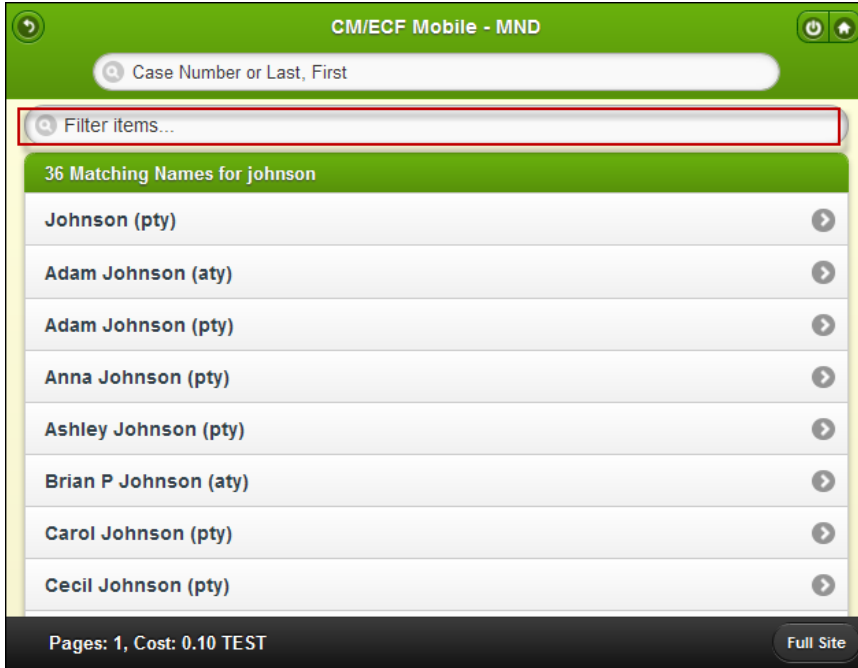 CM/ECF Mobile - MND
Case Number or Last, First
Filter items...
36 Matching Names for johnson
Johnson (pty)
Adam Johnson (aty)
Adam Johnson (pty)
Anna Johnson (pty)
Ashley Johnson (pty)
Brian P Johnson (aty)
Carol Johnson (pty)
Cecil Johnson (pty)
Pages: 1, Cost: 0.10 TEST
Full Site